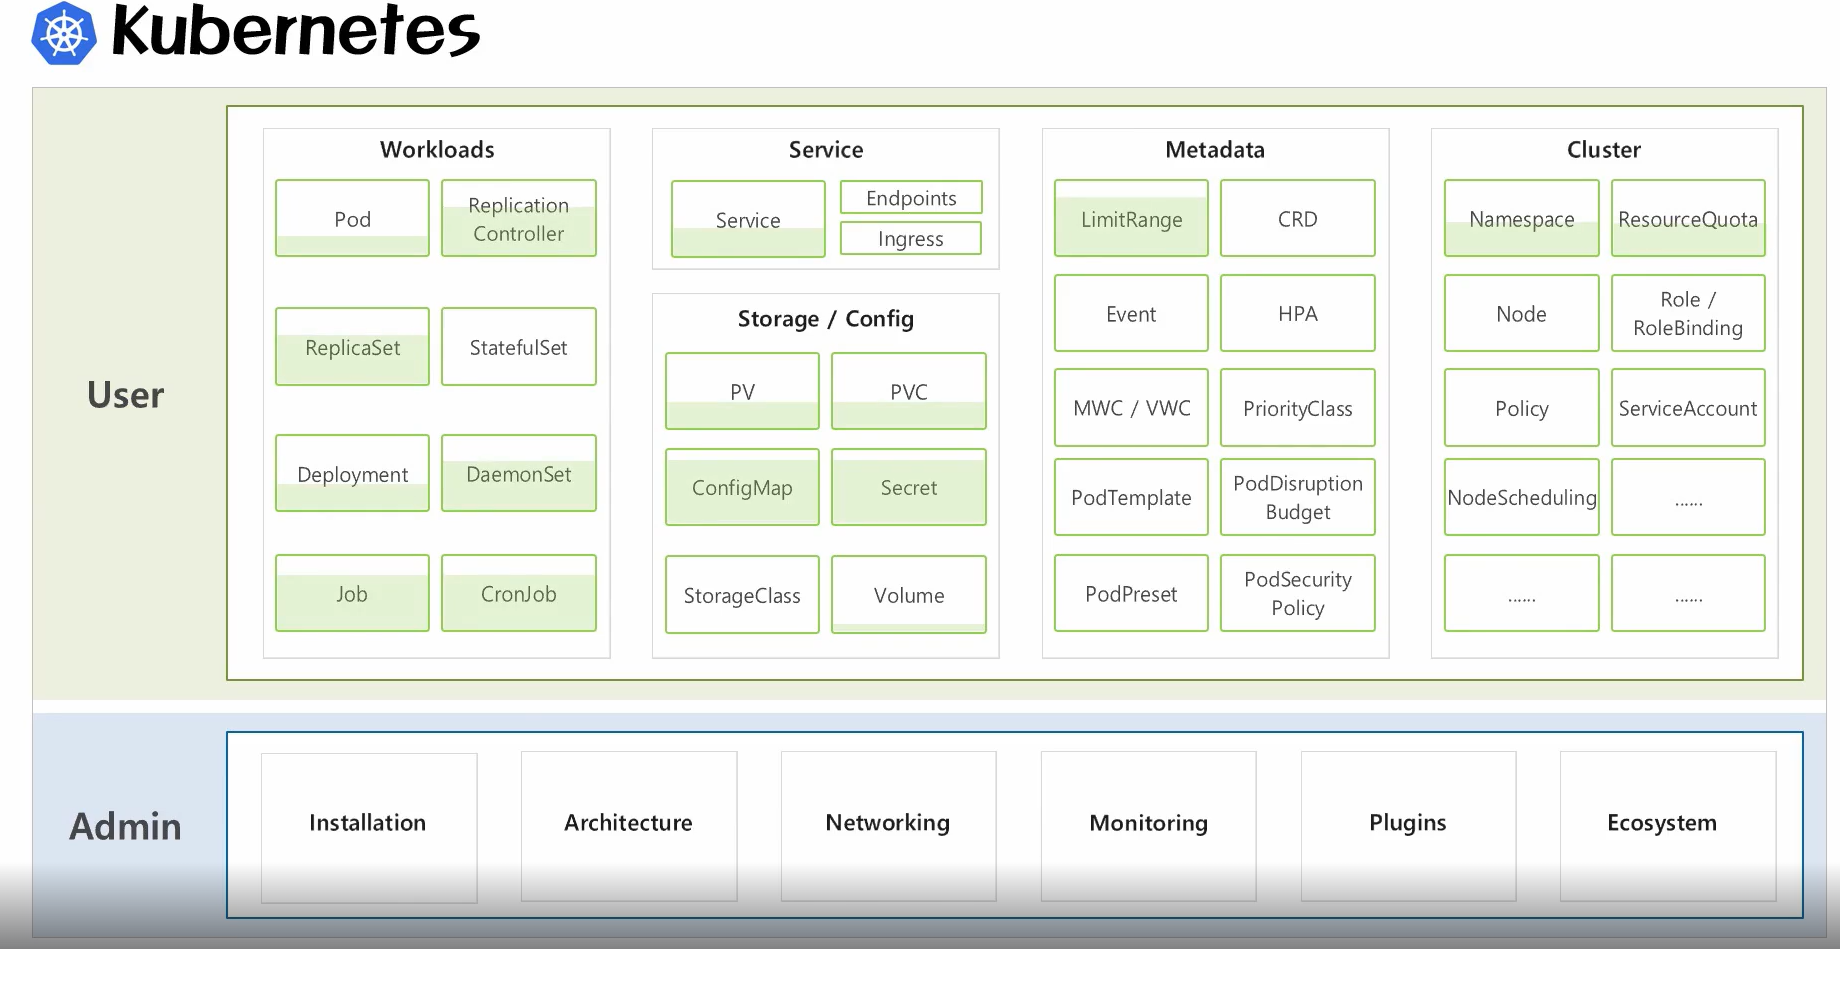 Kubernetes
User
Workloads
Pod
Replication
Controller
ReplicaSet
StatefulSet
Deployment
DaemonSet
Job
CronJob
Service
Service
Endpoints
Ingress
Storage / Config
PV
PVC
ConfigMap
Secret
StorageClass
Volume
Metadata
LimitRange
CRD
Event
HPA
MWC / VWC
PriorityClass
PodTemplate
PodDisruption
Budget
PodPreset
PodSecurity
Policy
Cluster
Namespace
ResourceQuota
Node
Role /
RoleBinding
Policy
ServiceAccount
NodeScheduling
......
......
......
Admin
Installation
Architecture
Networking
Monitoring
Plugins
Ecosystem